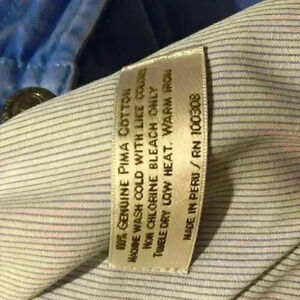 100% GENUINE PIMA COTTON
MACHINE WASH COLD WITH LIKE COLORS
NON CHLORINE BLEACH ONLY
TUMBLE DRY LOW HEAT. WARM IRON
MADE IN PERU / RN 100308